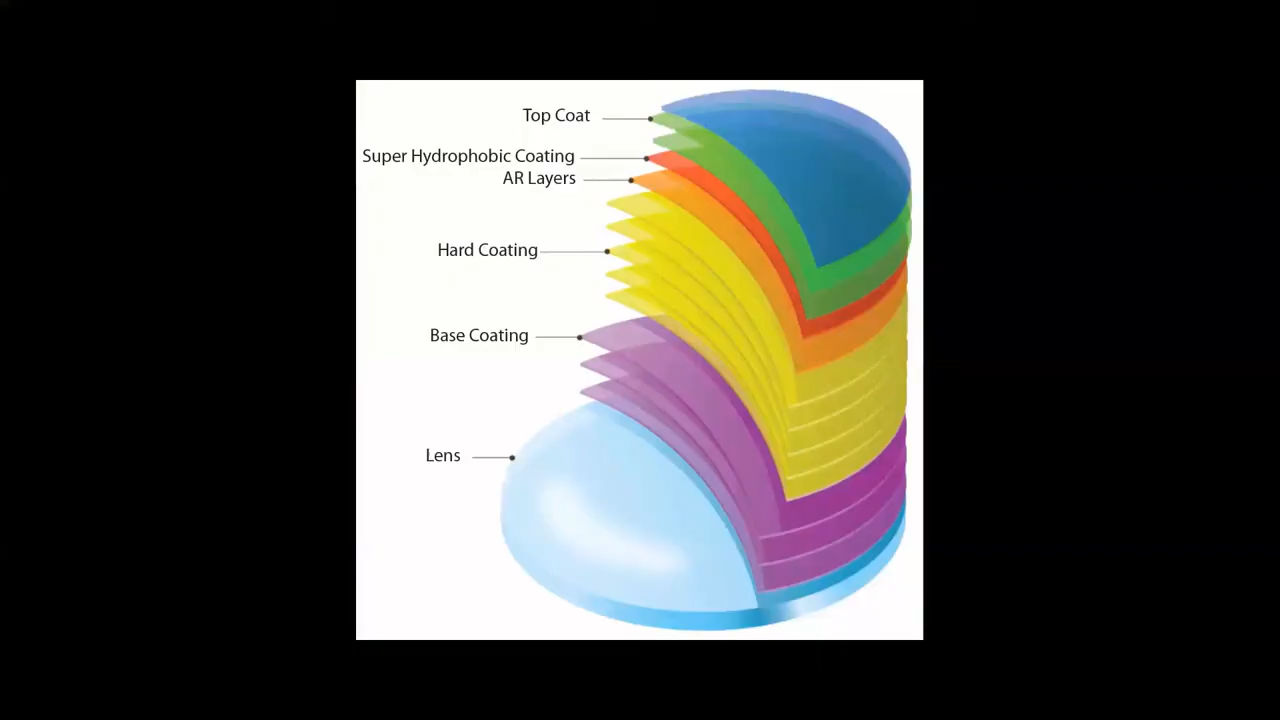 Top Coat
Super Hydrophobic Coating
AR Layers
Hard Coating
Base Coating
Lens